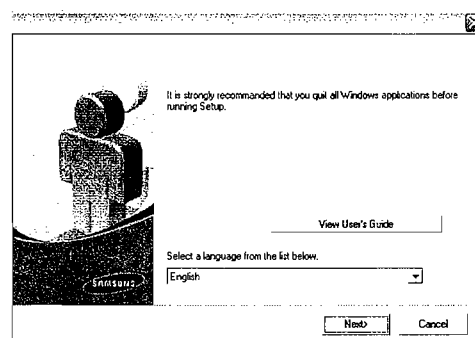 It is strongly recommanded that you quit all Windows applications before
running Setup.
View User's Guide
Select a language from the list below.
English
SAMSUNG
Next>
Cancel